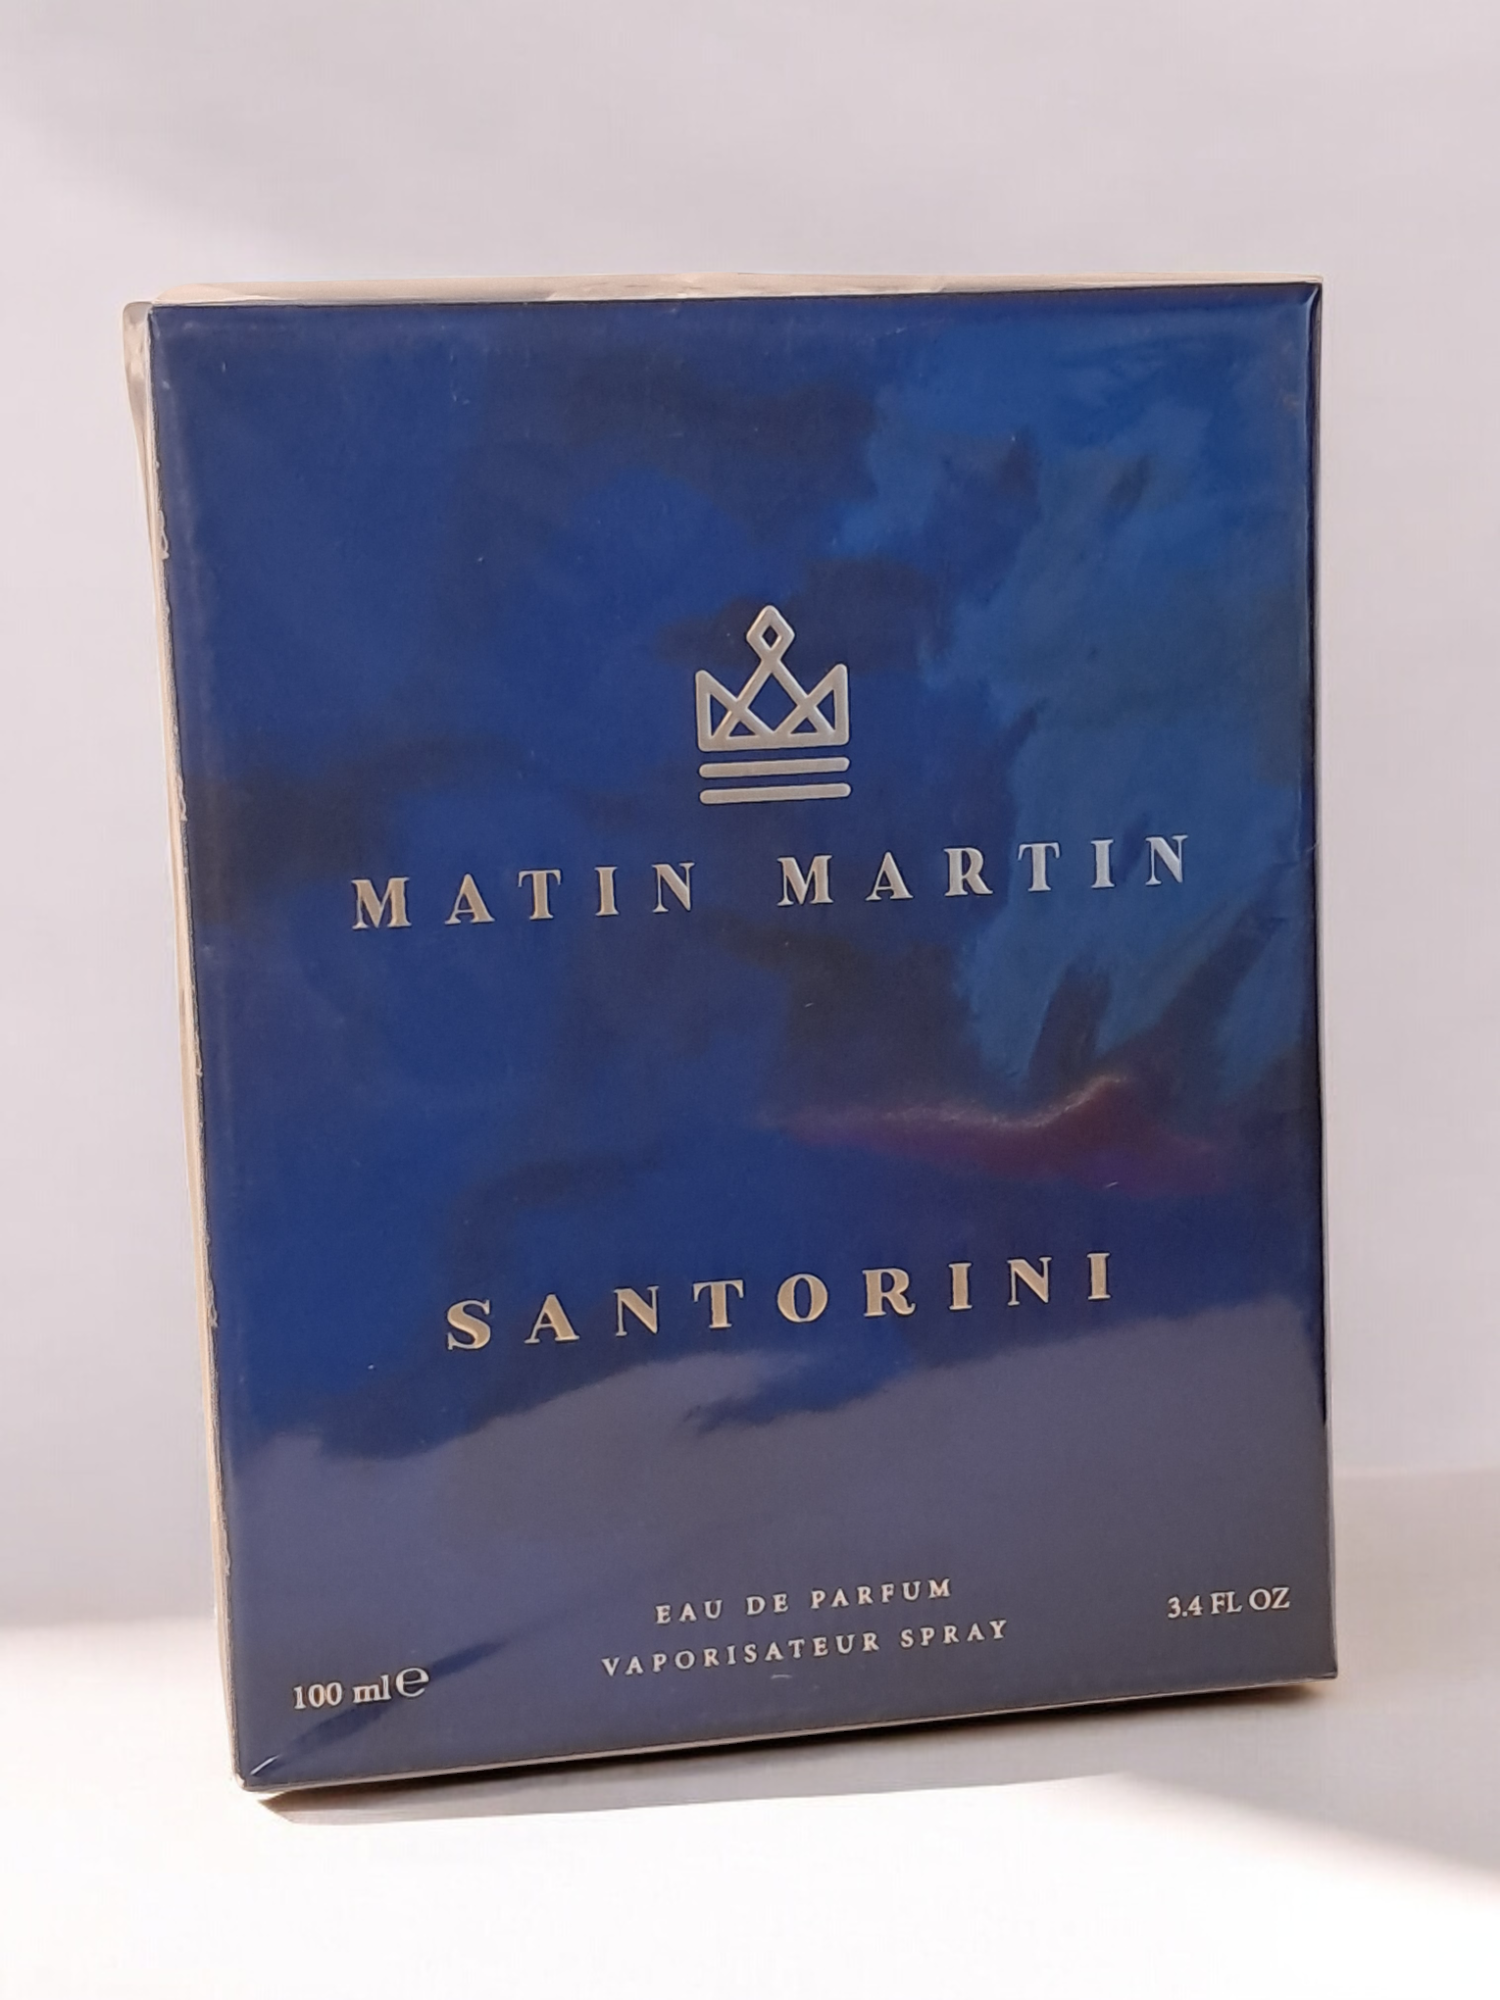 MATIN MARTIN
SANTORINI
EAU DE PARFUM
VAPORISATEUR SPRAY
100 ml℮
3.4 FL OZ